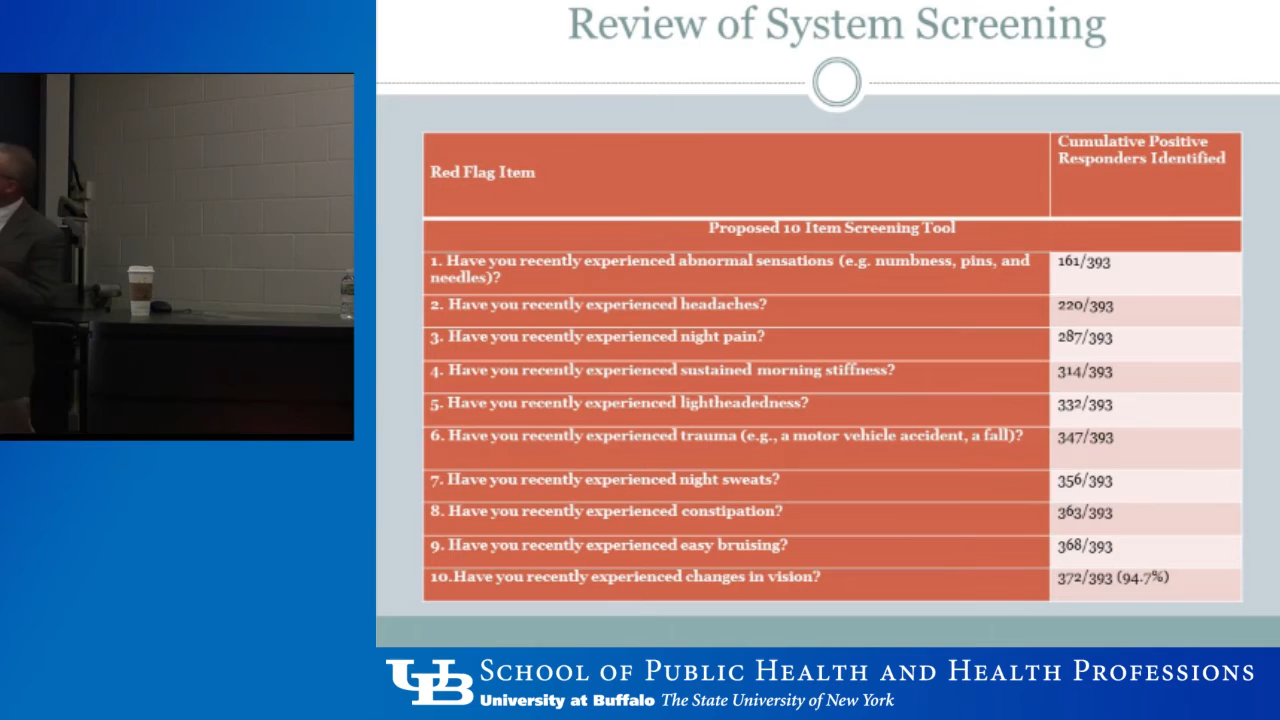 Review of System Screening
Red Flag Item
Cumulative Positive
Responders Identified
Proposed 10 Item Screening Tool
1. Have you recently experienced abnormal sensations (e.g. numbness, pins, and
needles)?
161/393
2. Have you recently experienced headaches?
220/393
3. Have you recently experienced night pain?
287/393
4. Have you recently experienced sustained morning stiffness?
314/393
5. Have you recently experienced lightheadedness?
332/393
6. Have you recently experienced trauma (e.g., a motor vehicle accident, a fall)?
347/393
7. Have you recently experienced night sweats?
356/393
8. Have you recently experienced constipation?
363/393
9. Have you recently experienced easy bruising?
368/393
10.Have you recently experienced changes in vision?
372/393 (94.7%)
UB
School of Public Health and Health Professions
University at Buffalo The State University of New York